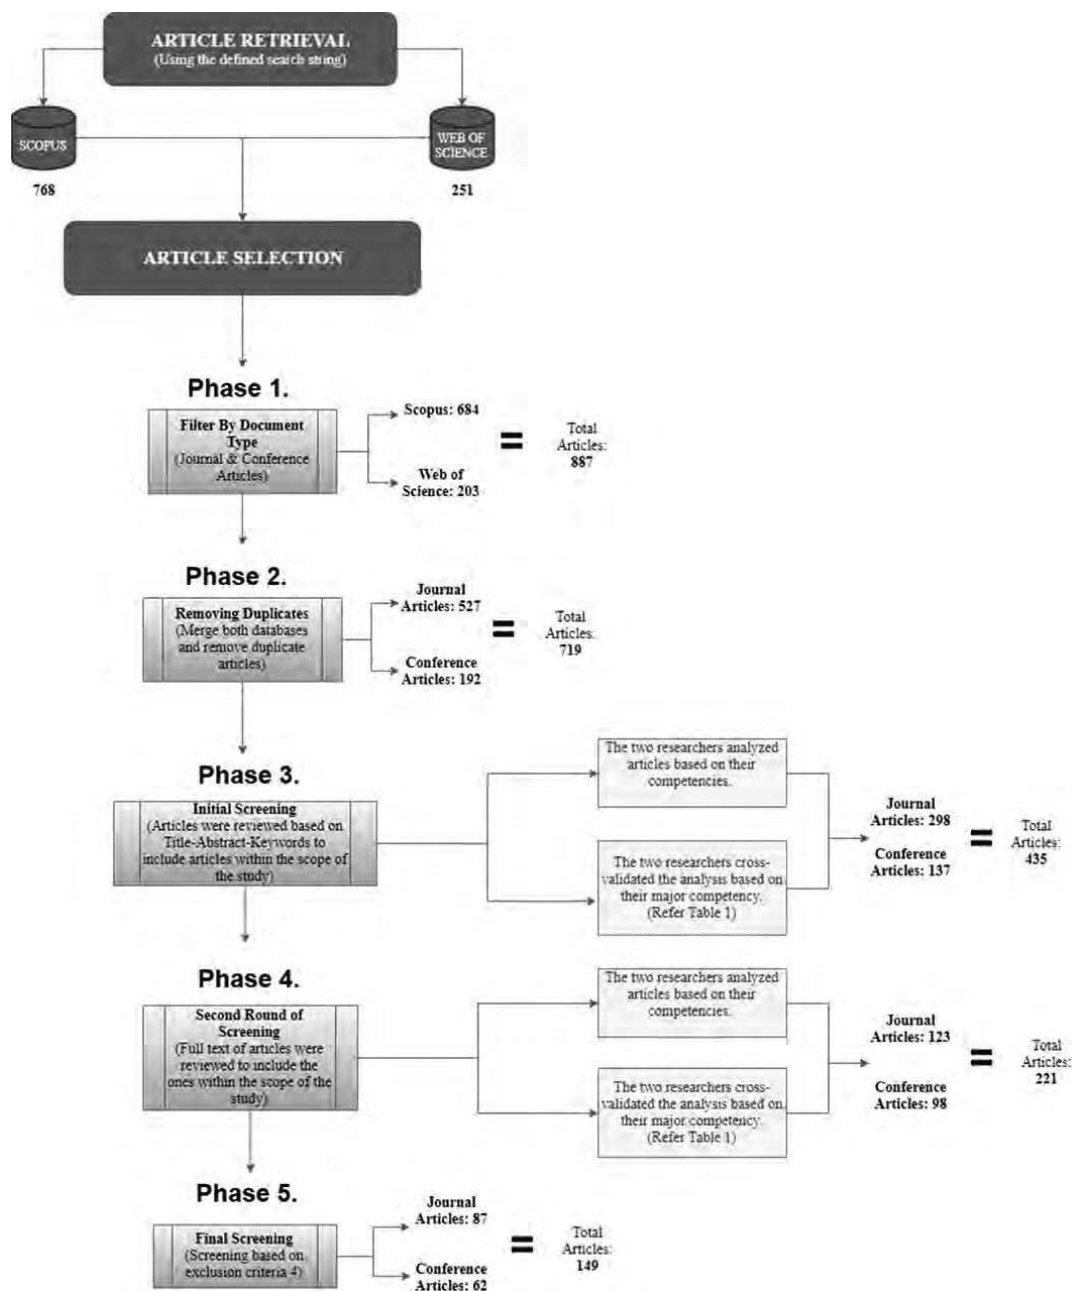 ARTICLE RETRIEVAL
(Using the defined search string)
SCOPUS
768
WEB OF
SCIENCE
251
ARTICLE SELECTION
Phase 1.
Filter By Document
Type
(Journal & Conference
Articles)
Scopus: 684
Web of
Science: 203
=
Total
Articles:
887
Phase 2.
Removing Duplicates
(Merge both databases
and remove duplicate
articles)
Journal
Articles: 527
Conference
Articles: 192
=
Total
Articles:
719
Phase 3.
Initial Screening
(Articles were reviewed based on
Title-Abstract-Keywords to
include articles within the scope of
the study)
The two researchers analyzed
articles based on their
competencies.
The two researchers cross-
validated the analysis based on
their major competency.
(Refer Table 1)
Journal
Articles: 298
Conference
Articles: 137
=
Total
Articles:
435
Phase 4.
Second Round of
Screening
(Full text of articles were
reviewed to include the
ones within the scope of the
study)
The two researchers analyzed
articles based on their
competencies.
The two researchers cross-
validated the analysis based on
their major competency.
(Refer Table 1)
Journal
Articles: 123
Conference
Articles: 98
=
Total
Articles:
221
Phase 5.
Final Screening
(Screening based on
exclusion criteria 4)
Journal
Articles: 87
Conference
Articles: 62
=
Total
Articles:
149